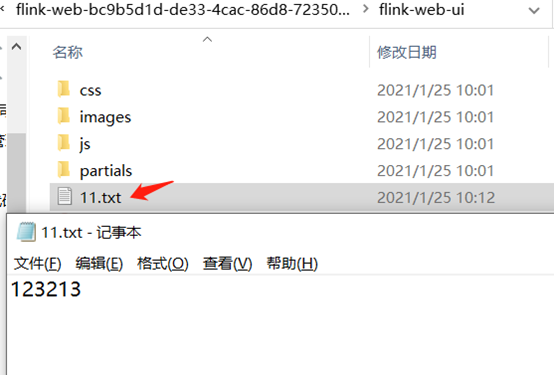 flink-web-bc9b5d1d-de33-4cac-86d8-72350... flink-web-ui
名称 修改日期
css 2021/1/25 10:01
images 2021/1/25 10:01
js 2021/1/25 10:01
partials 2021/1/25 10:01
11.txt 2021/1/25 10:12
11.txt - 记事本
文件(F) 编辑(E) 格式(O) 查看(V) 帮助(H)
123213